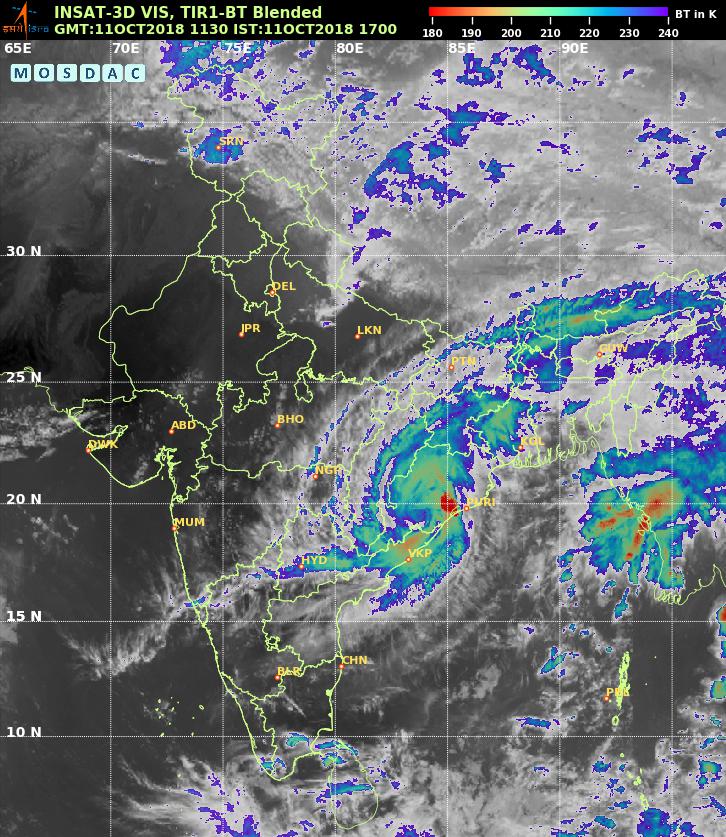 INSAT-3D VIS, TIR1-BT Blended
GMT:11OCT2018 1130 IST:11OCT2018 1700
BT in K
180 190 200 210 220 230 240
65E 70E 75E 80E 85E 90E
MOSDAC
SRN
30 N
DEL
JPR LKN
GUW
PTN
25 N
ABD BHO
DWK KOL
NGP
20 N PURI
MUM
VKP
HYD
15 N
CHN
BLR
10 N